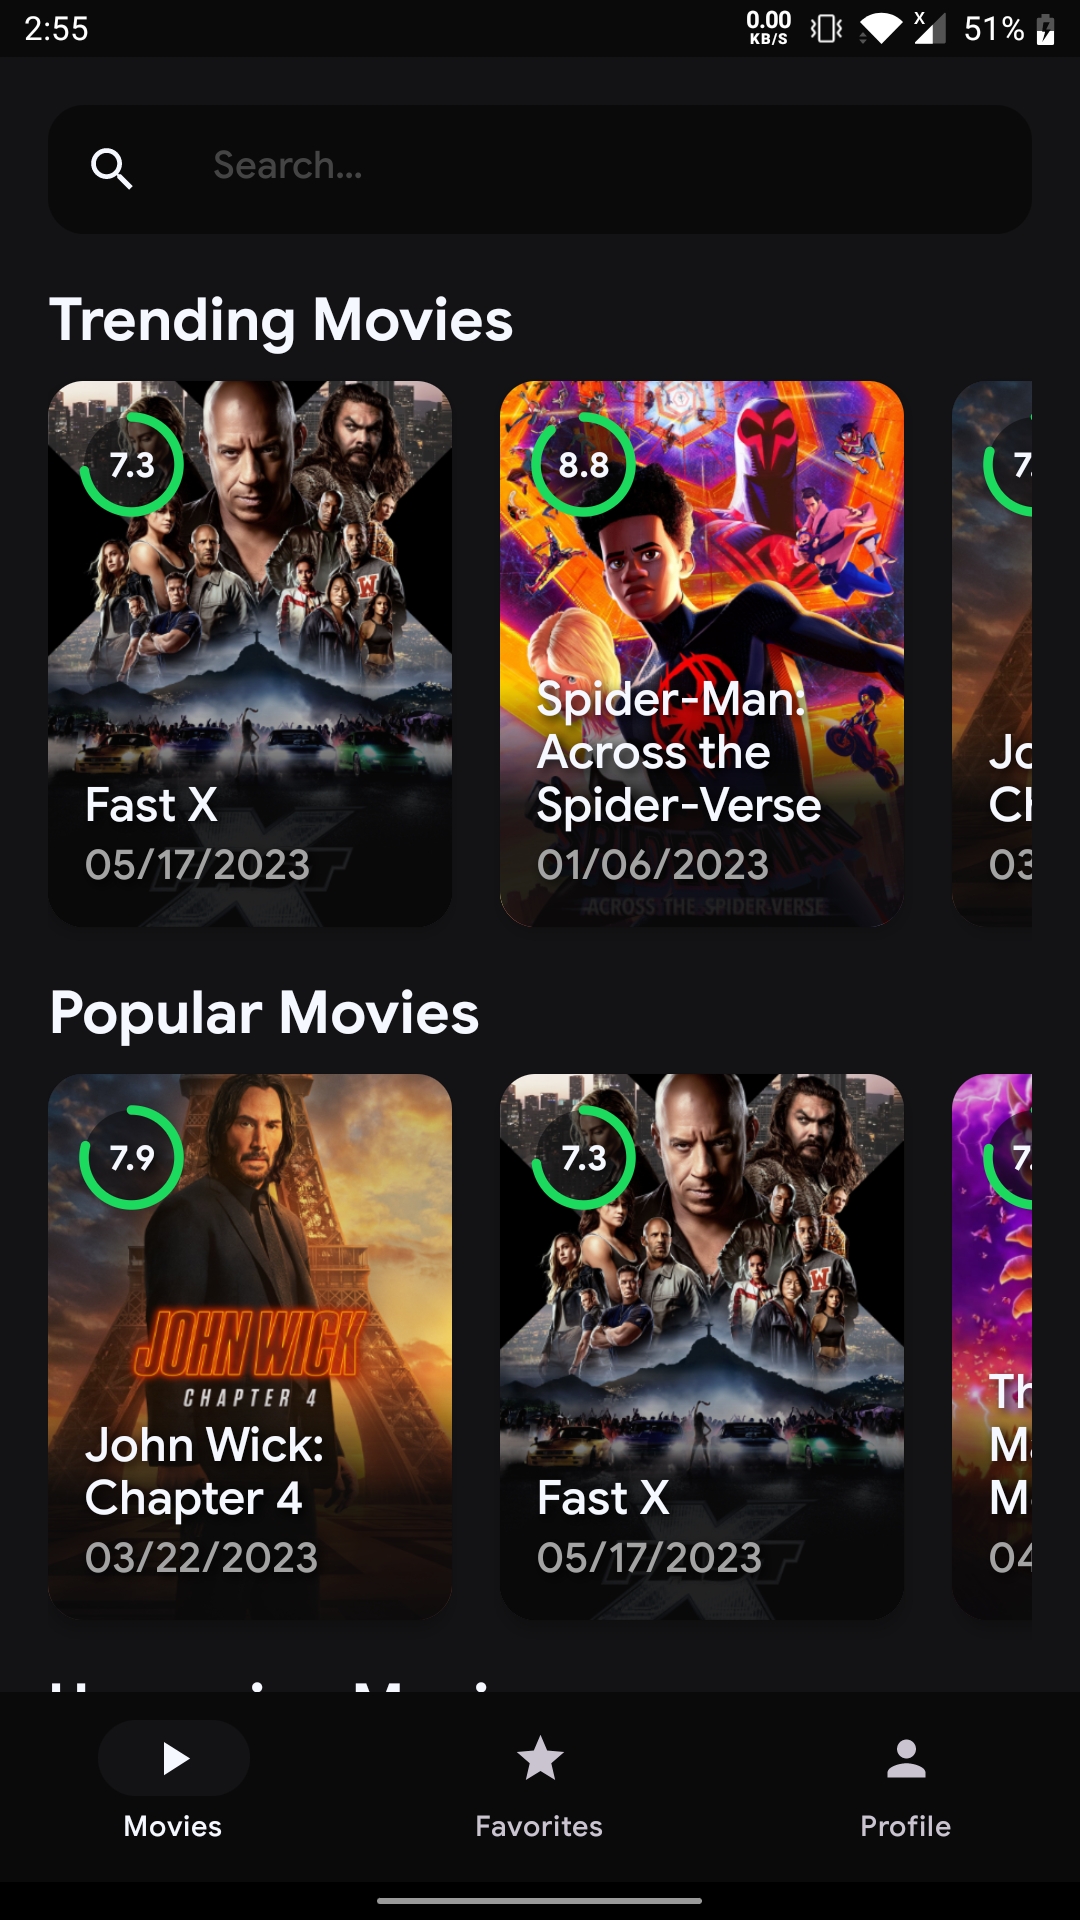 2:55
0.00
KB/S
X
51%
Search...
Trending Movies
7.3
8.8
7.
W
Fast X
05/17/2023
Spider-Man:
Across the
Spider-Verse
01/06/2023
ACROSS THE SPIDER-VERSE
03
Popular Movies
7.9
7.3
7.
W
JOHN WICK
CHAPTER 4
John Wick:
Chapter 4
03/22/2023
Fast X
05/17/2023
Th
04
Movies
Favorites
Profile